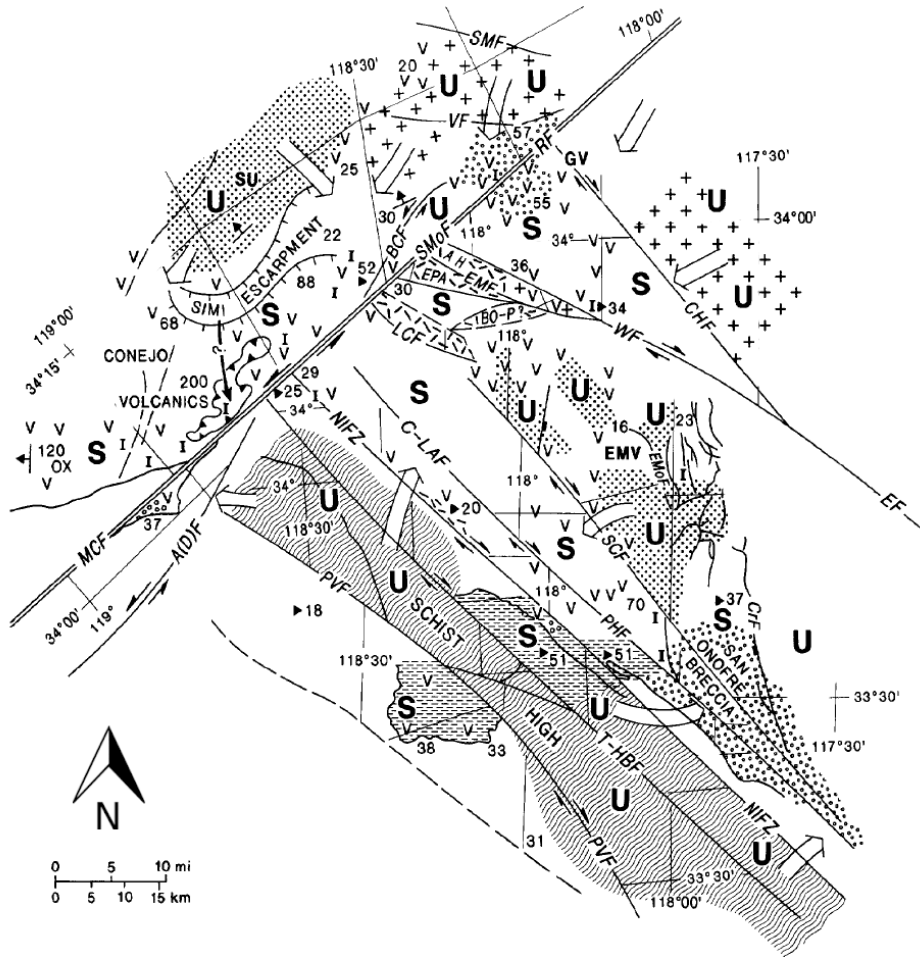 118°00'
SMF
118°30'
20
U
U
VF
57
RF
GV
117°30'
34°00'
U
SU
25
V
I
30
U
55
S
118°
34°
ESCARPMENT
22
BCF
SMoF
AH
36
EMF
52
88
30
EPA
S
BO-P?
34
S
U
U
CHF
SIMI
68
S
LCF
118°
WF
119°00'
34°15'
CONEJO
?
200
VOLCANICS
29
25
34°
NIFZ
S
C-LAF
U
U
U
16
23
EMV
EMoF
120
OX
S
I
37
34°
118°30'
U
118°
20
S
SCF
U
EF
MCF
A(D)F
34°00'
119°
PVF
18
U
SCHIST
118°
70
PHF
37
S
CrF
U
118°30'
S
51
51
SAN
ONOFRE
BRECCIA
33°30'
117°30'
S
38
33
HIGH
U
T-HBF
U
NIFZ
U
31
PVF
33°30'
118°00'
N
0 5 10 mi
0 5 10 15 km